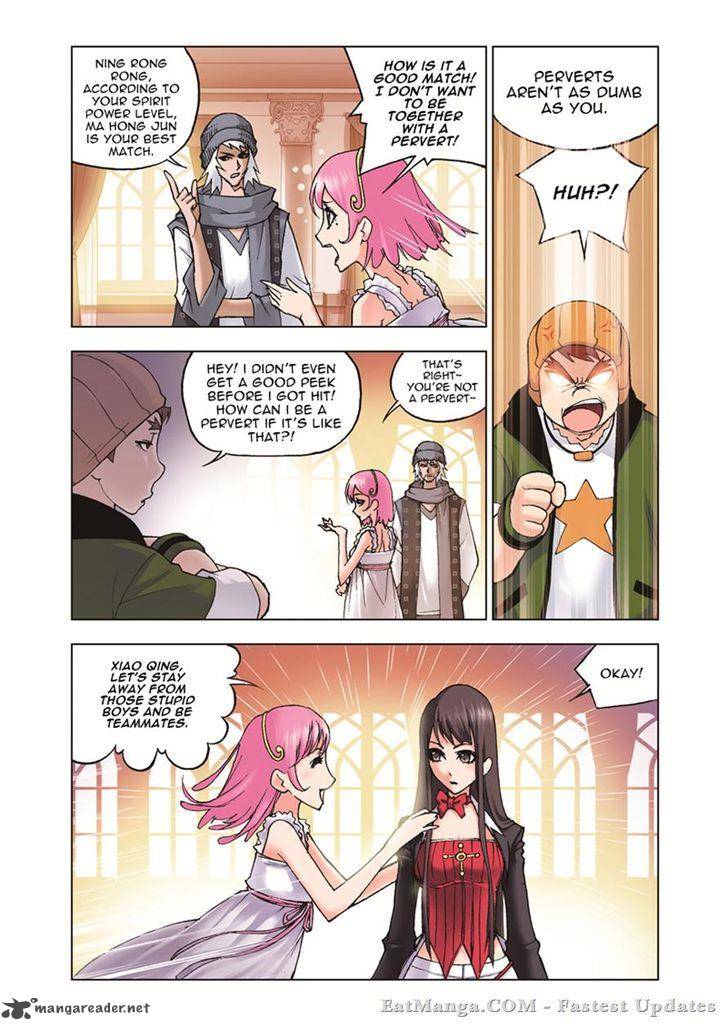 NING RONG
RONG,
ACCORDING TO
YOUR SPIRIT
POWER LEVEL,
MA HONG JUN
IS YOUR BEST
MATCH.
HOW IS IT A
GOOD MATCH!
I DON'T WANT
TO BE
TOGETHER
WITH A
PERVERT!
PERVERTS
AREN'T AS DUMB
AS YOU.
HUH?!
HEY! I DIDN'T EVEN
GET A GOOD PEEK
BEFORE I GOT HIT!
HOW CAN I BE A
PERVERT IF IT'S LIKE
THAT?!
THAT'S
RIGHT~
YOU'RE NOT
A
PERVERT~
XIAO QING,
LET'S STAY
AWAY FROM
THOSE STUPID
BOYS AND BE
TEAMMATES.
OKAY!
mangareader.net
EatManga.COM - Fastest Updates